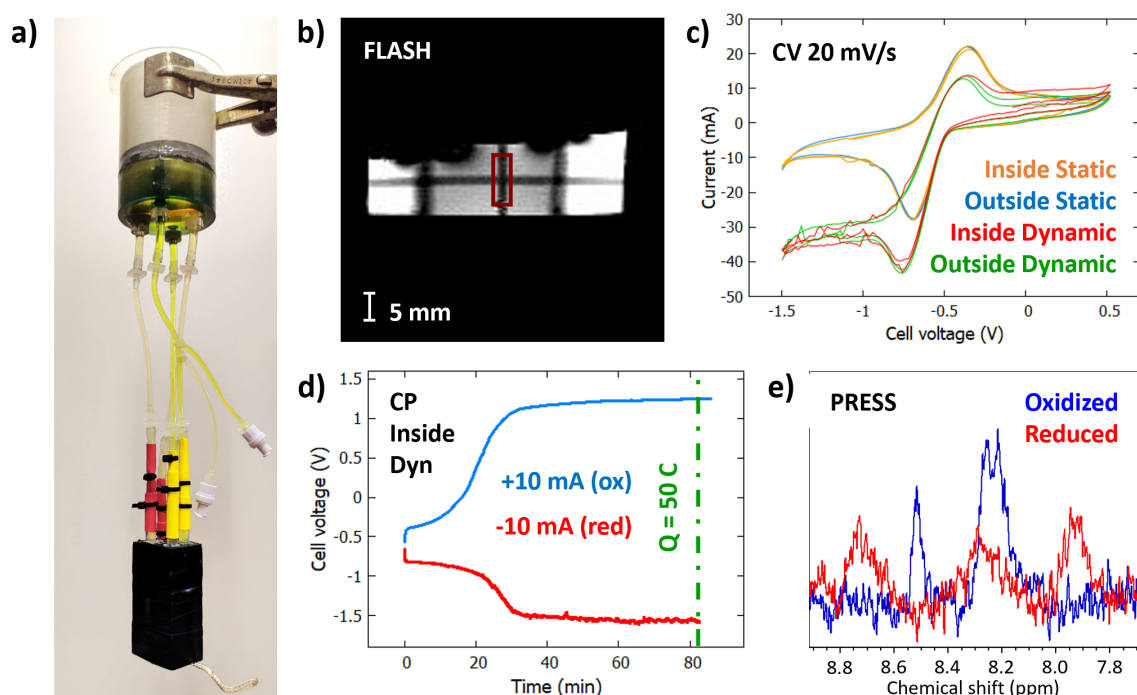 a)
b)
FLASH
5 mm
c)
CV 20 mV/s
30
20
10
0
-10
-20
-30
-40
-50
Current (mA)
Inside Static
Outside Static
Inside Dynamic
Outside Dynamic
-1.5
-1
-0.5
0
0.5
Cell voltage (V)
d)
CP
Inside
Dyn
1.5
1.0
0.5
0
-0.5
-1
-1.5
Cell voltage (V)
+10 mA (ox)
-10 mA (red)
Q = 50 C
0
20
40
60
80
Time (min)
e)
PRESS
Oxidized
Reduced
8.8
8.6
8.4
8.2
8.0
7.8
Chemical shift (ppm)